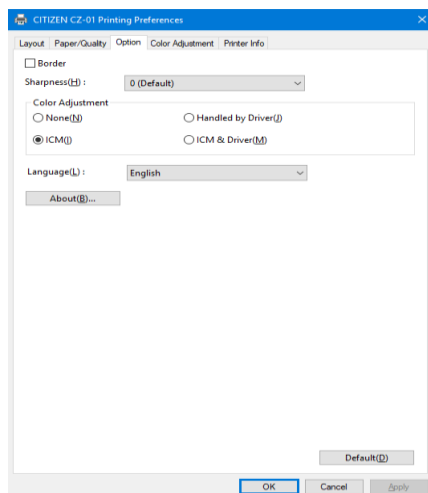 CITIZEN CZ-01 Printing Preferences
Layout Paper/Quality Option Color Adjustment Printer Info
Border
Sharpness(H) : 0 (Default)
Color Adjustment
None(N) Handled by Driver(J)
ICM(I) ICM & Driver(M)
Language(L) : English
About(B)...
Default(D)
OK Cancel Apply